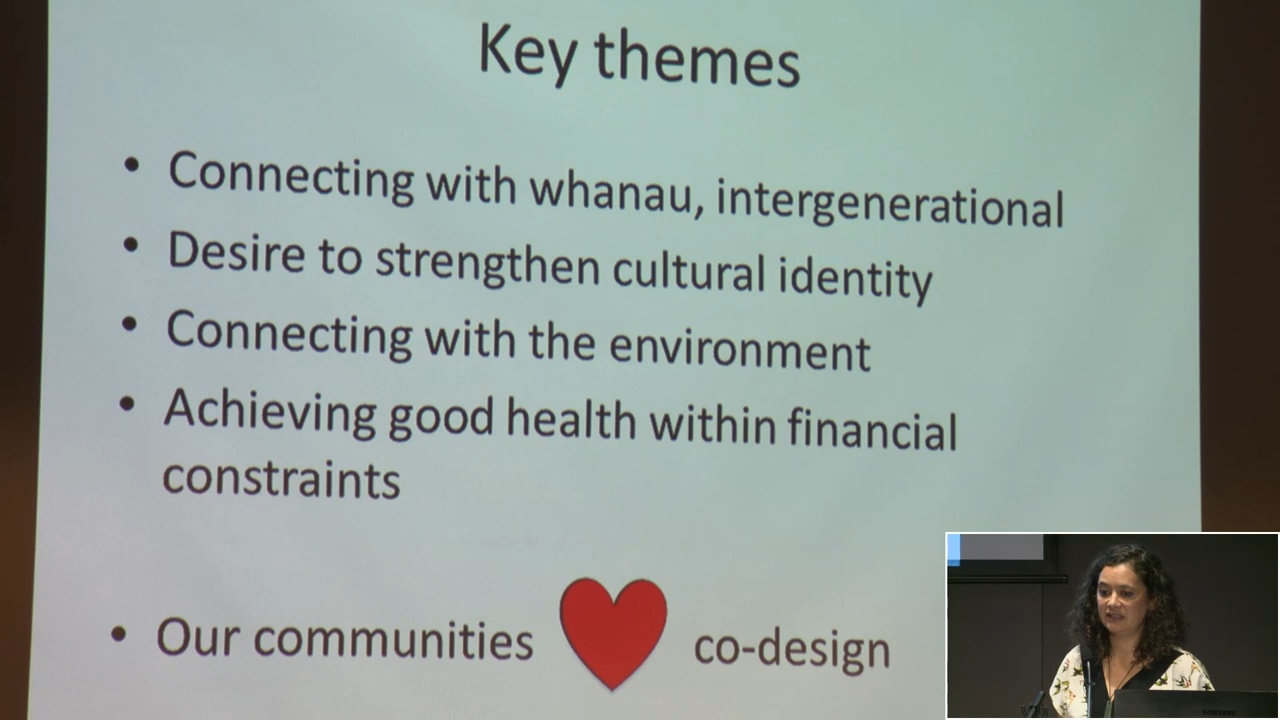 Key themes
• Connecting with whanau, intergenerational
• Desire to strengthen cultural identity
• Connecting with the environment
• Achieving good health within financial
constraints
• Our communities ❤ co-design